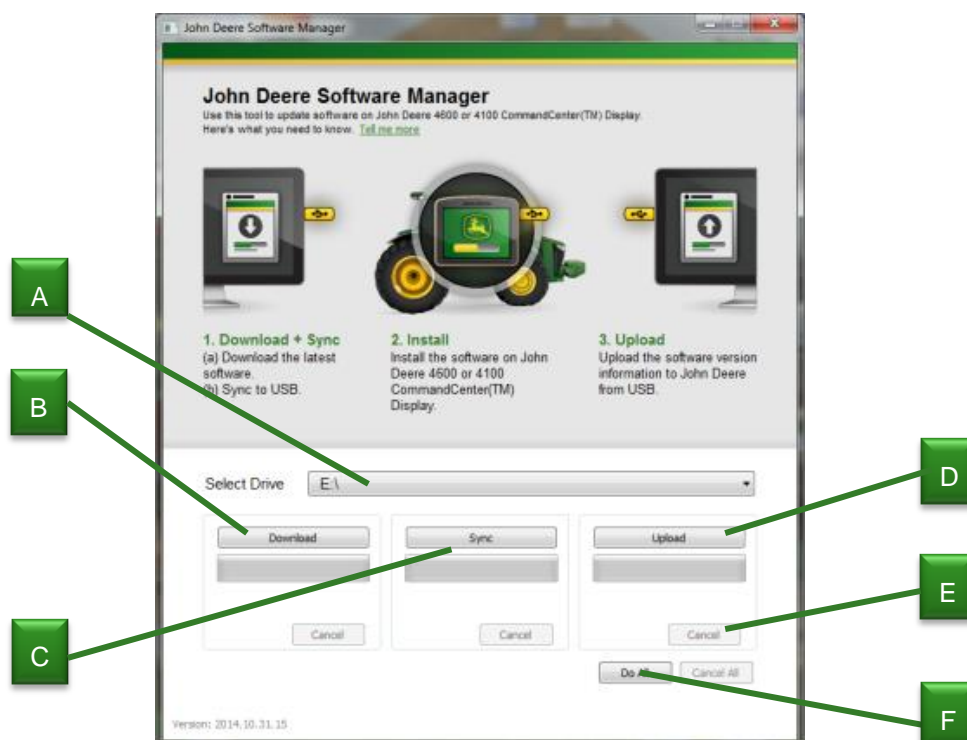 John Deere Software Manager
John Deere Software Manager
Use this tool to update software on John Deere 4600 or 4100 CommandCenter(TM) Display.
Here's what you need to know. Tell me more
1. Download + Sync
(a) Download the latest
software.
(b) Sync to USB.
2. Install
Install the software on John
Deere 4600 or 4100
CommandCenter(TM)
Display.
3. Upload
Upload the software version
information to John Deere
from USB.
A
B
Select Drive E:\
D
Download Sync Upload
E
Cancel Cancel Cancel
C
Do All Cancel All
F
Version: 2014.10.31.15